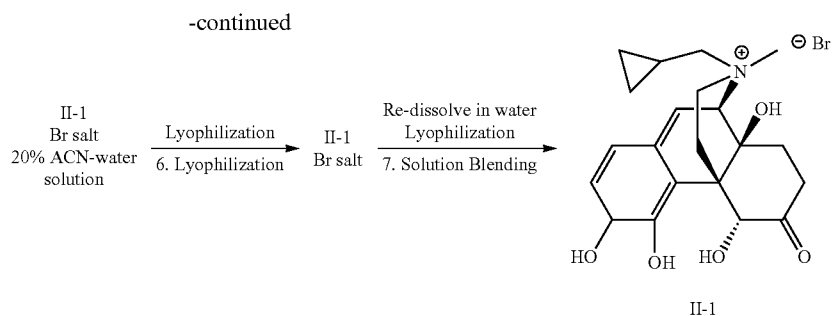 -continued
II-1
Br salt
20% ACN-water
solution
Lyophilization
6. Lyophilization
II-1
Br salt
Re-dissolve in water
Lyophilization
7. Solution Blending
⊕
N
⊖ Br
OH
HO
OH
HO
O
II-1